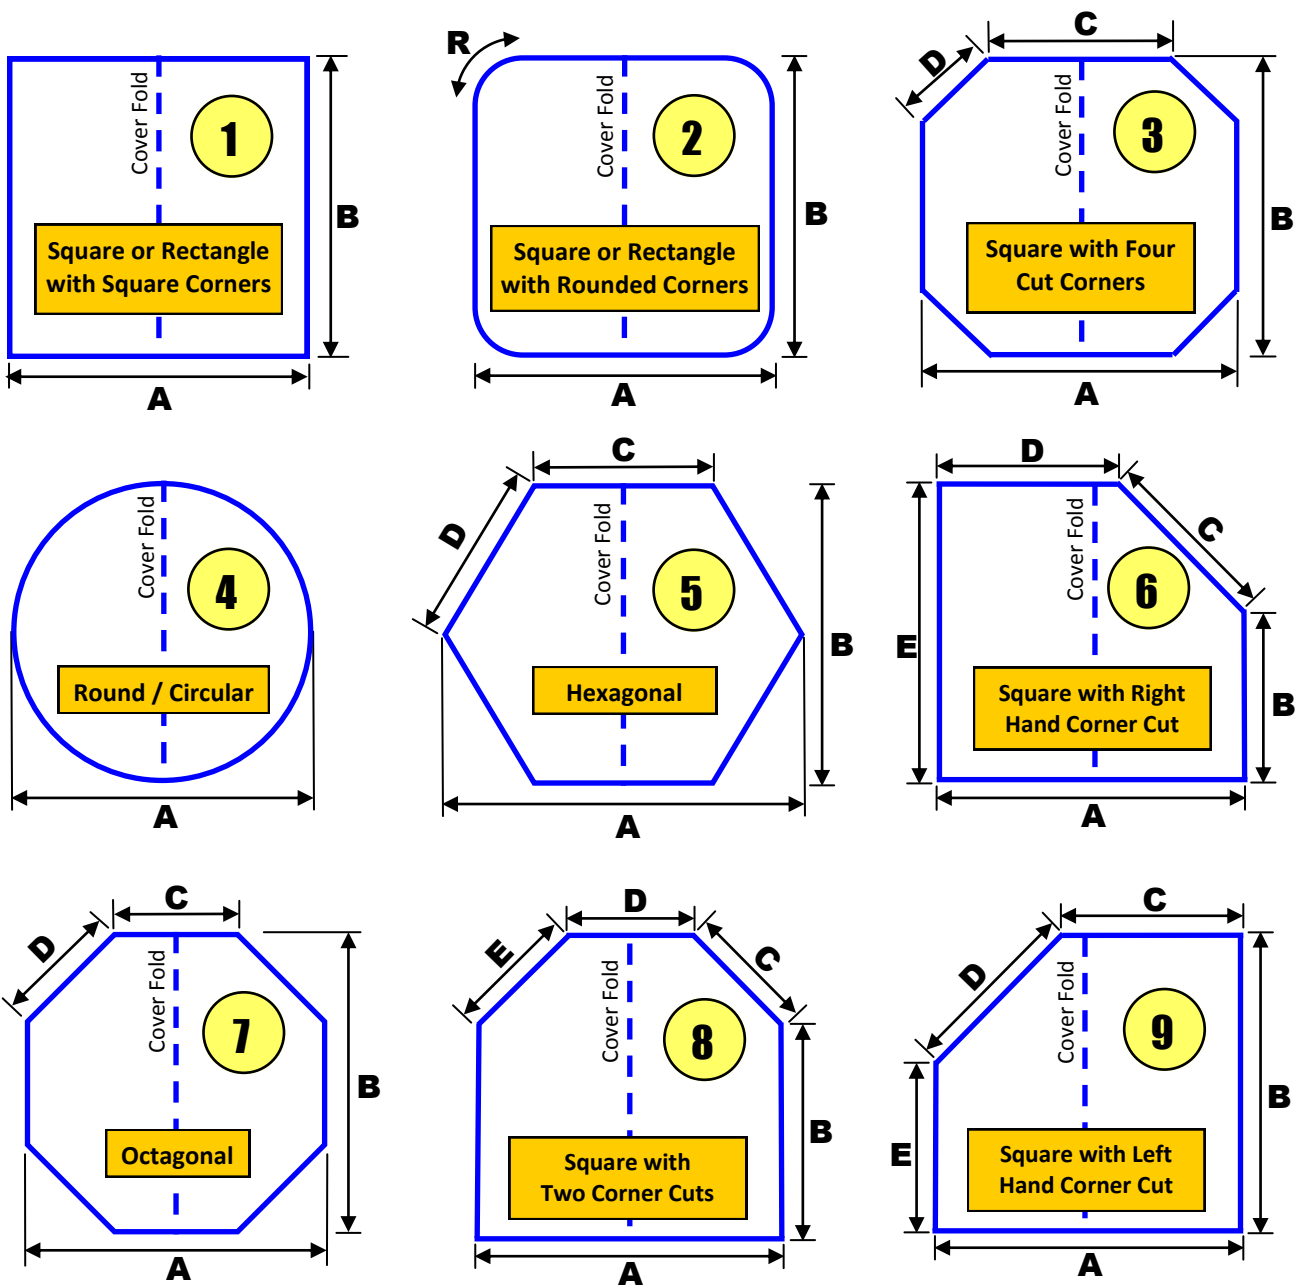 R
C
D
Cover Fold
1
B
Square or Rectangle
with Square Corners
A
Cover Fold
2
B
Square or Rectangle
with Rounded Corners
A
Cover Fold
3
B
Square with Four
Cut Corners
A
Cover Fold
4
Round / Circular
A
C
D
Cover Fold
5
B
Hexagonal
A
D
C
Cover Fold
6
E
B
Square with Right
Hand Corner Cut
A
C
D
Cover Fold
7
B
Octagonal
A
D
E
C
Cover Fold
8
B
Square with
Two Corner Cuts
A
C
D
Cover Fold
9
B
E
Square with Left
Hand Corner Cut
A